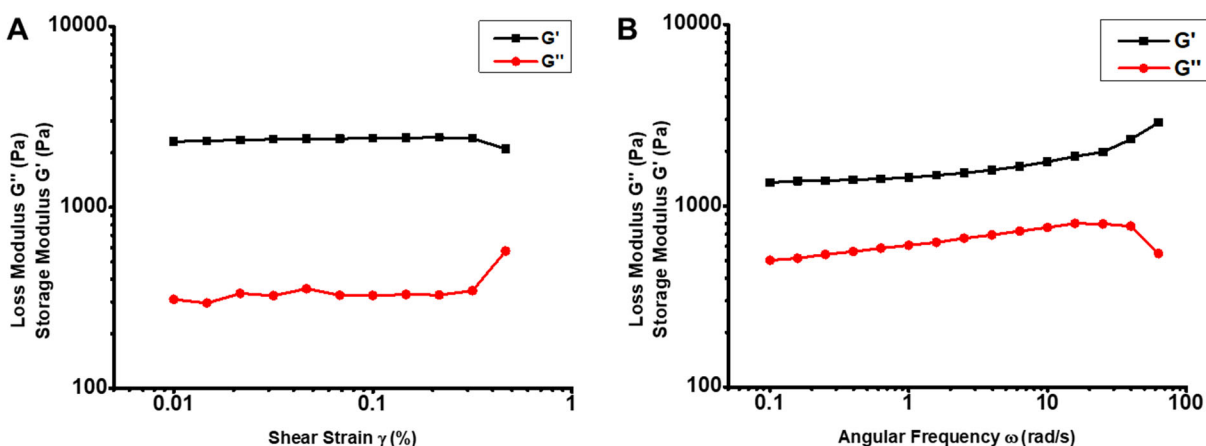 A
10000
1000
100
Loss Modulus G'' (Pa)
Storage Modulus G' (Pa)
G'
G''
0.01
0.1
1
Shear Strain γ (%)
B
10000
1000
100
Loss Modulus G'' (Pa)
Storage Modulus G' (Pa)
G'
G''
0.1
1
10
100
Angular Frequency ω (rad/s)